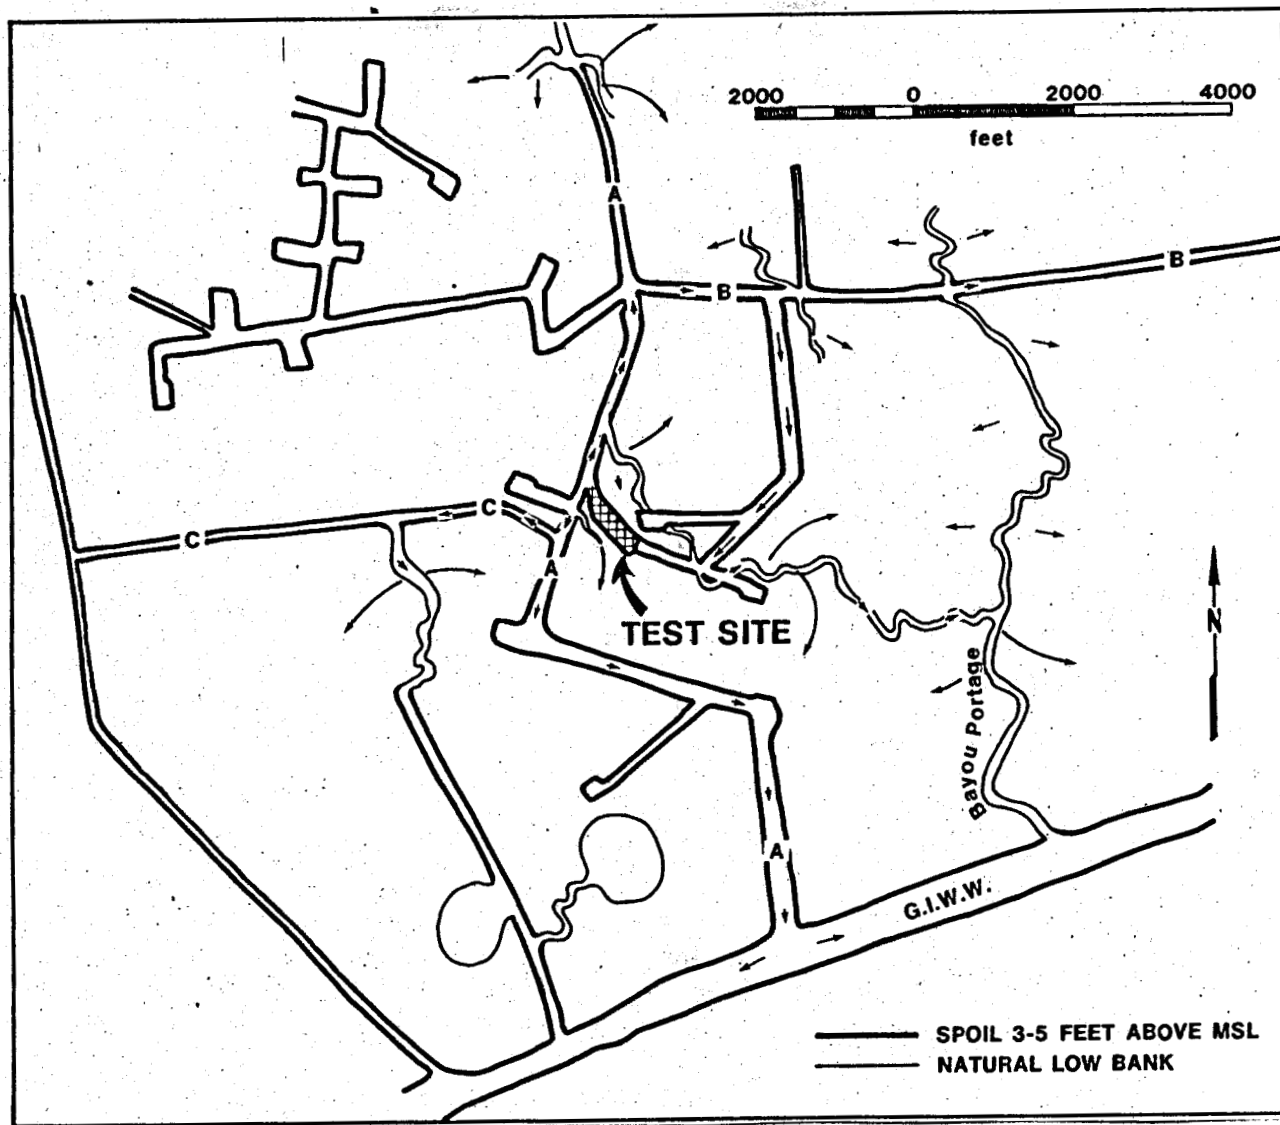 2000 0 2000 4000
feet
A
B
B
C
C
A
TEST SITE
N
Bayou Portage
A
G.I.W.W.
SPOIL 3-5 FEET ABOVE MSL
NATURAL LOW BANK